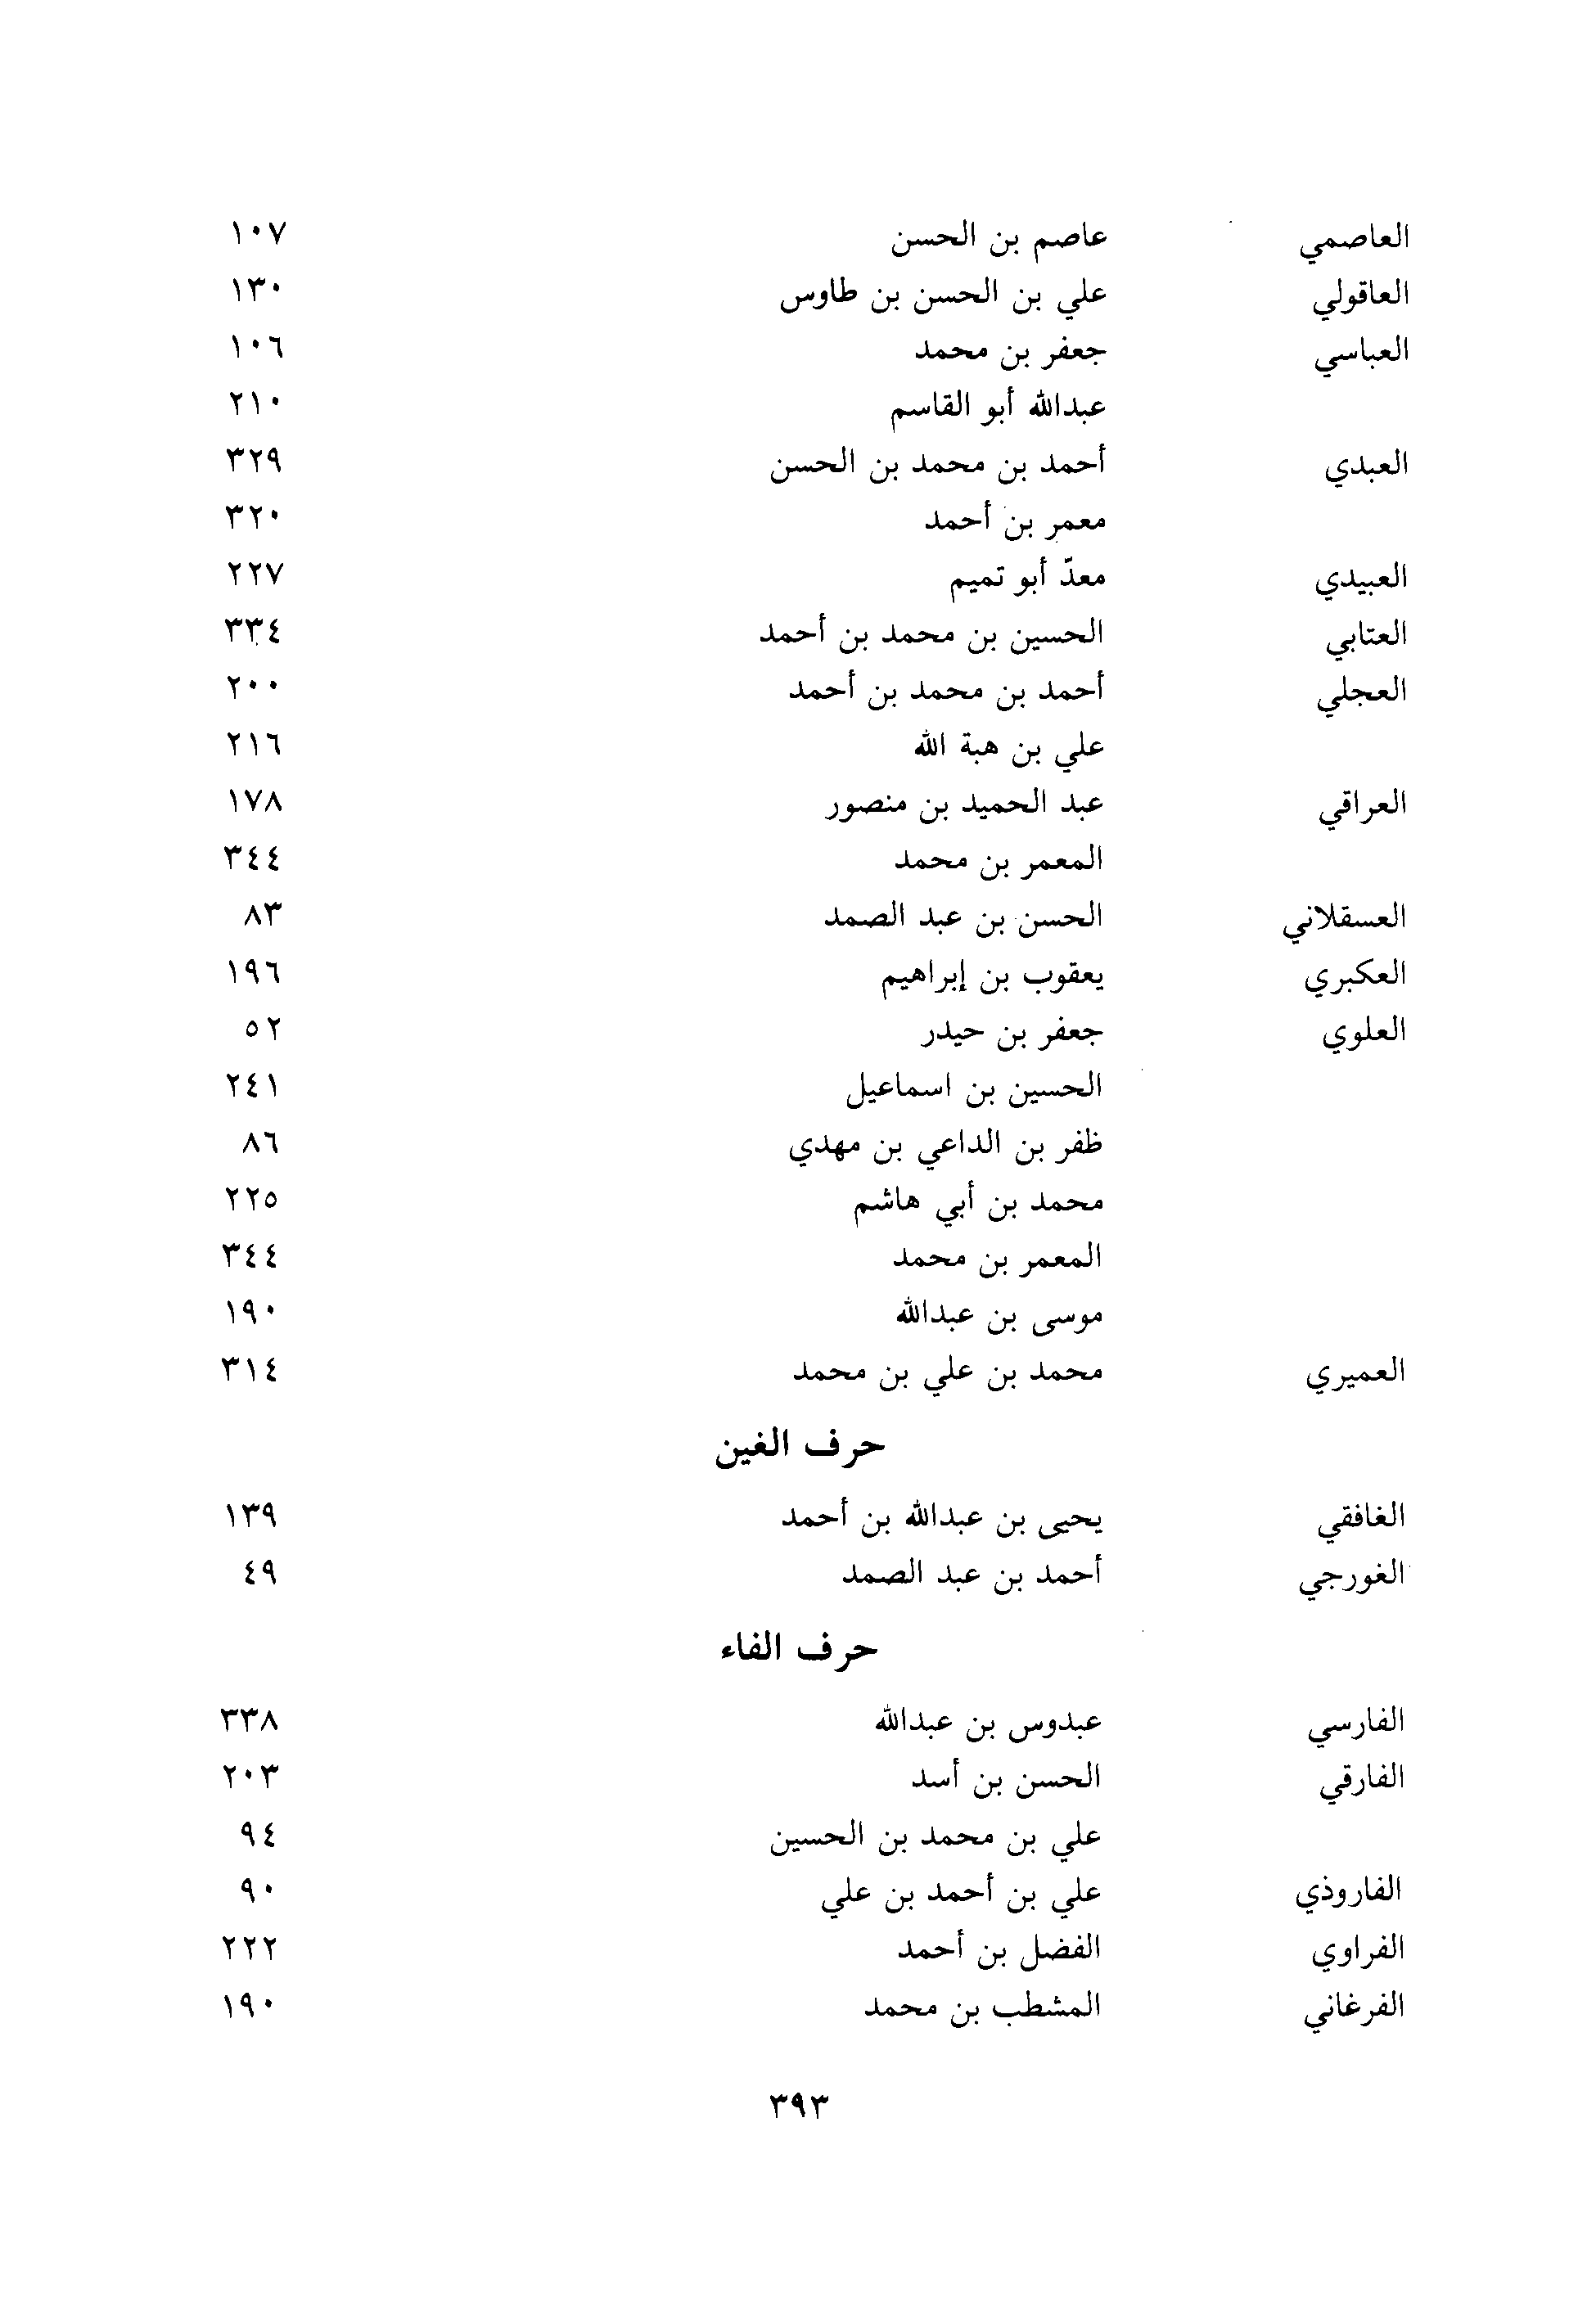 العاصمي عاصم بن الحسن ١٠٧
العاقولي علي بن الحسن بن طاوس ١٣٠
العباسي جعفر بن محمد ١٠٦
عبدالله أبو القاسم ٢١٠
العبدي أحمد بن محمد بن الحسن ٣٢٩
معمر بن أحمد ٣٢٠
العبيدي معدّ أبو تميم ٢٢٧
العتابي الحسين بن محمد بن أحمد ٣٣٤
العجلي أحمد بن محمد بن أحمد ٢٠٠
علي بن هبة الله ٢١٦
العراقي عبد الحميد بن منصور ١٧٨
المعمر بن محمد ٣٤٤
العسقلاني الحسن بن عبد الصمد ٨٣
العكبري يعقوب بن إبراهيم ١٩٦
العلوي جعفر بن حيدر ٥٢
الحسين بن اسماعيل ٢٤١
ظفر بن الداعي بن مهدي ٨٦
محمد بن أبي هاشم ٢٢٥
المعمر بن محمد ٣٤٤
موسى بن عبدالله ١٩٠
العميري محمد بن علي بن محمد ٣١٤
حرف الغين
الغافقي يحيى بن عبدالله بن أحمد ١٣٩
الغورجي أحمد بن عبد الصمد ٤٩
حرف الفاء
الفارسي عبدوس بن عبدالله ٣٣٨
الفارقي الحسن بن أسد ٢٠٣
علي بن محمد بن الحسين ٩٤
الفاروذي علي بن أحمد بن علي ٩٠
الفراوي الفضل بن أحمد ٢٢٢
الفرغاني المشطب بن محمد ١٩٠
٣٩٣